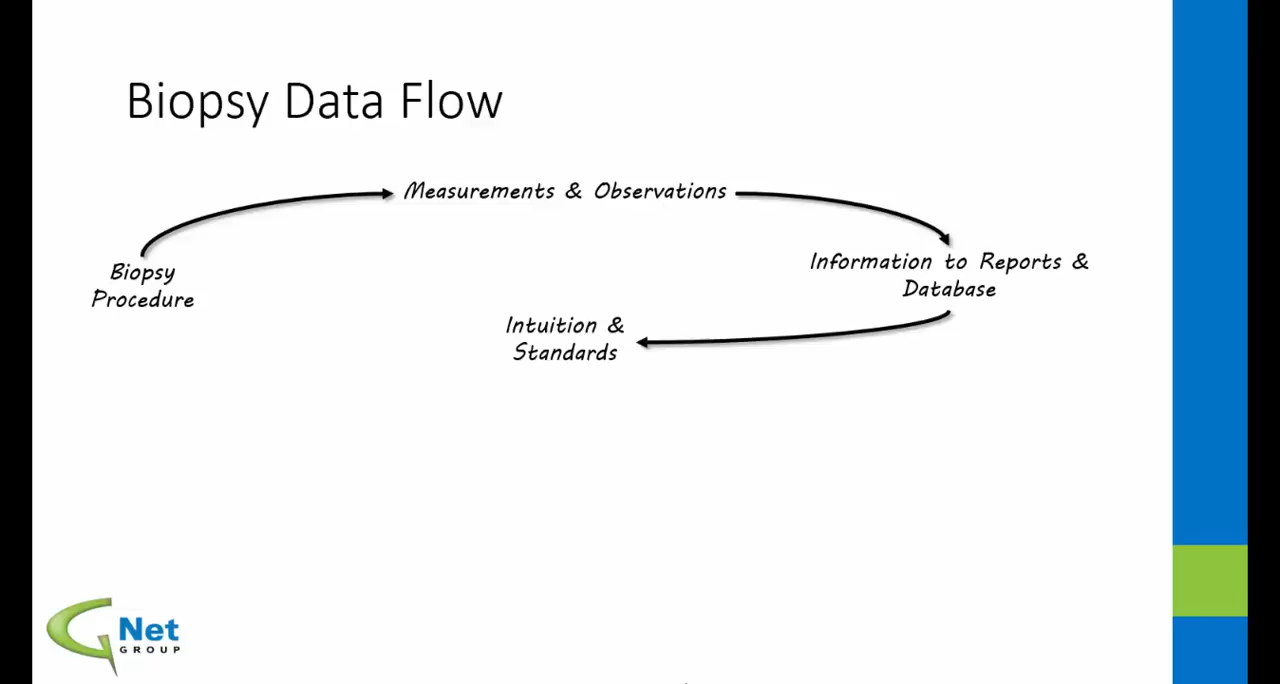 Biopsy Data Flow
Measurements & Observations
Biopsy
Procedure
Information to Reports &
Database
Intuition &
Standards
Net
GROUP